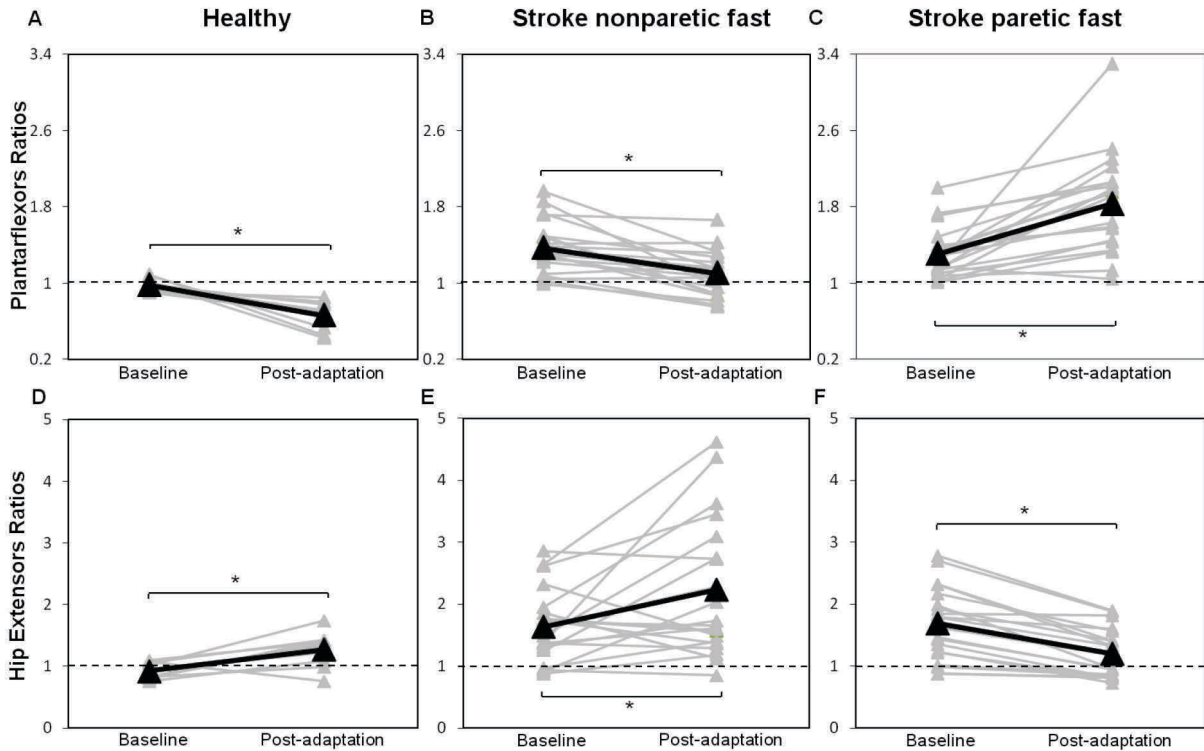 A Healthy B Stroke nonparetic fast C Stroke paretic fast
Plantarflexors Ratios
3.4 3.4 3.4
2.6 2.6 2.6
1.8 1.8 1.8
1 1 1
0.2 0.2 0.2
* * *
Baseline Post-adaptation Baseline Post-adaptation Baseline Post-adaptation
D E F
Hip Extensors Ratios
5 5 5
4 4 4
3 3 3
2 2 2
1 1 1
0 0 0
* * *
Baseline Post-adaptation Baseline Post-adaptation Baseline Post-adaptation